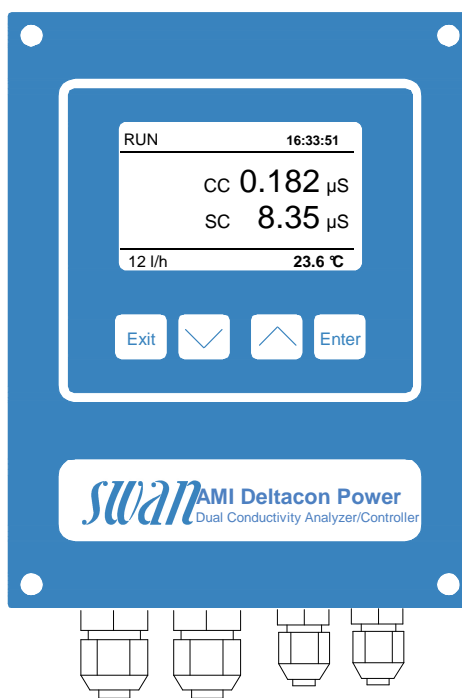 RUN 16:33:51
CC 0.182 µS
SC 8.35 µS
12 l/h 23.6 °C
Exit Enter
swan AMI Deltacon Power
Dual Conductivity Analyzer/Controller